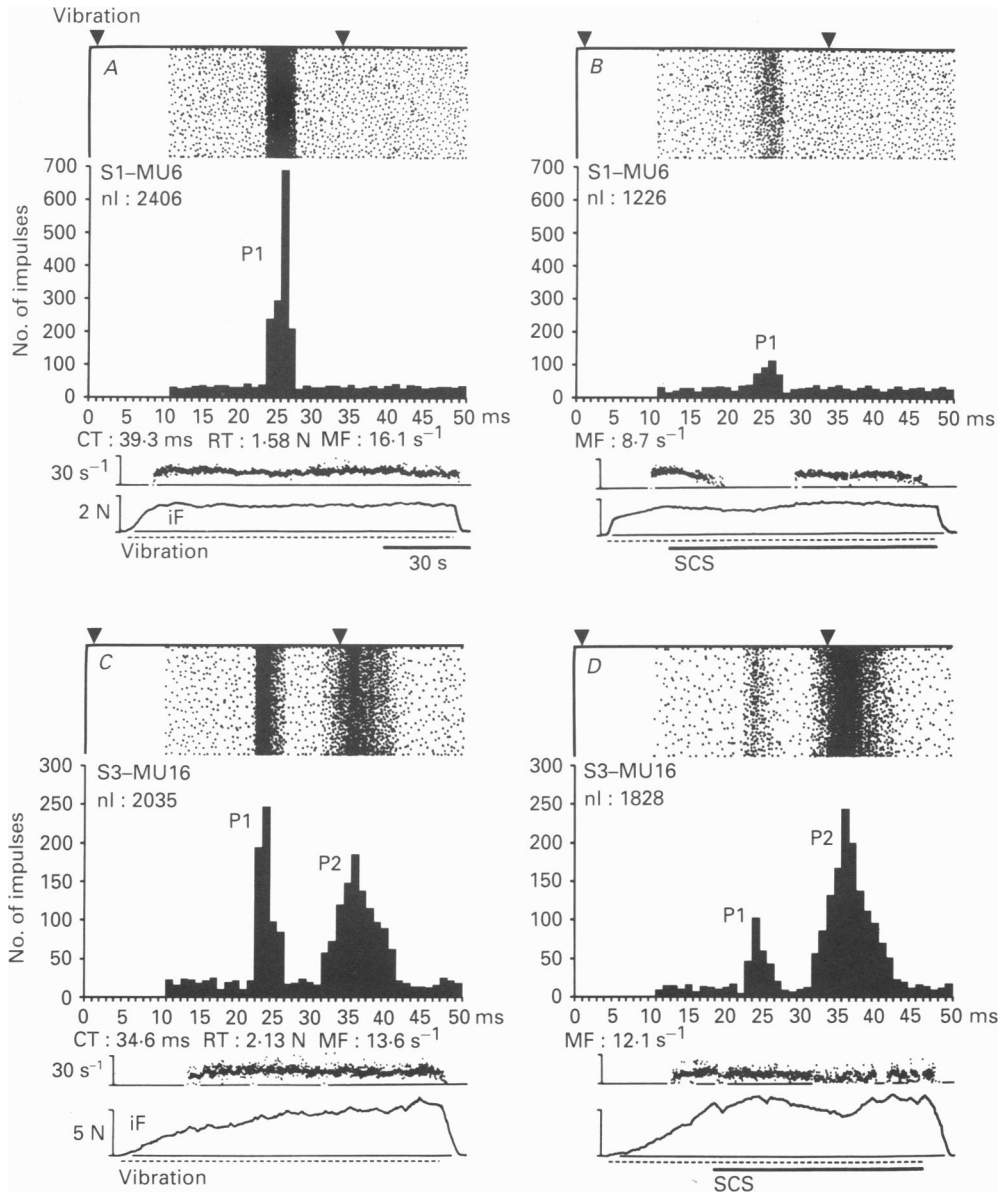 Vibration
A
B
S1–MU6
nI : 2406
P1
No. of impulses
700
600
500
400
300
200
100
0
0 5 10 15 20 25 30 35 40 45 50 ms
CT : 39·3 ms RT : 1·58 N MF : 16·1 s⁻¹
30 s⁻¹
2 N
iF
Vibration
30 s
S1–MU6
nI : 1226
P1
700
600
500
400
300
200
100
0
0 5 10 15 20 25 30 35 40 45 50 ms
MF : 8·7 s⁻¹
SCS
C
D
S3–MU16
nI : 2035
P1
P2
No. of impulses
300
250
200
150
100
50
0
0 5 10 15 20 25 30 35 40 45 50 ms
CT : 34·6 ms RT : 2·13 N MF : 13·6 s⁻¹
30 s⁻¹
5 N
iF
Vibration
S3–MU16
nI : 1828
P1
P2
300
250
200
150
100
50
0
0 5 10 15 20 25 30 35 40 45 50 ms
MF : 12·1 s⁻¹
SCS